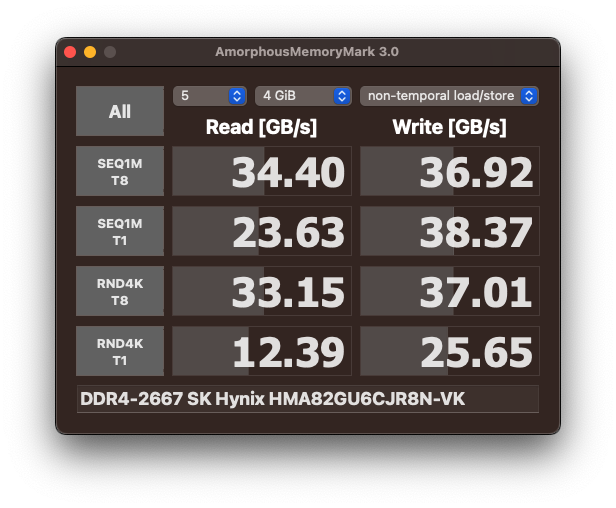 AmorphousMemoryMark 3.0
All
5
4 GiB
non-temporal load/store
Read [GB/s]
Write [GB/s]
SEQ1M
T8
34.40
36.92
SEQ1M
T1
23.63
38.37
RND4K
T8
33.15
37.01
RND4K
T1
12.39
25.65
DDR4-2667 SK Hynix HMA82GU6CJR8N-VK